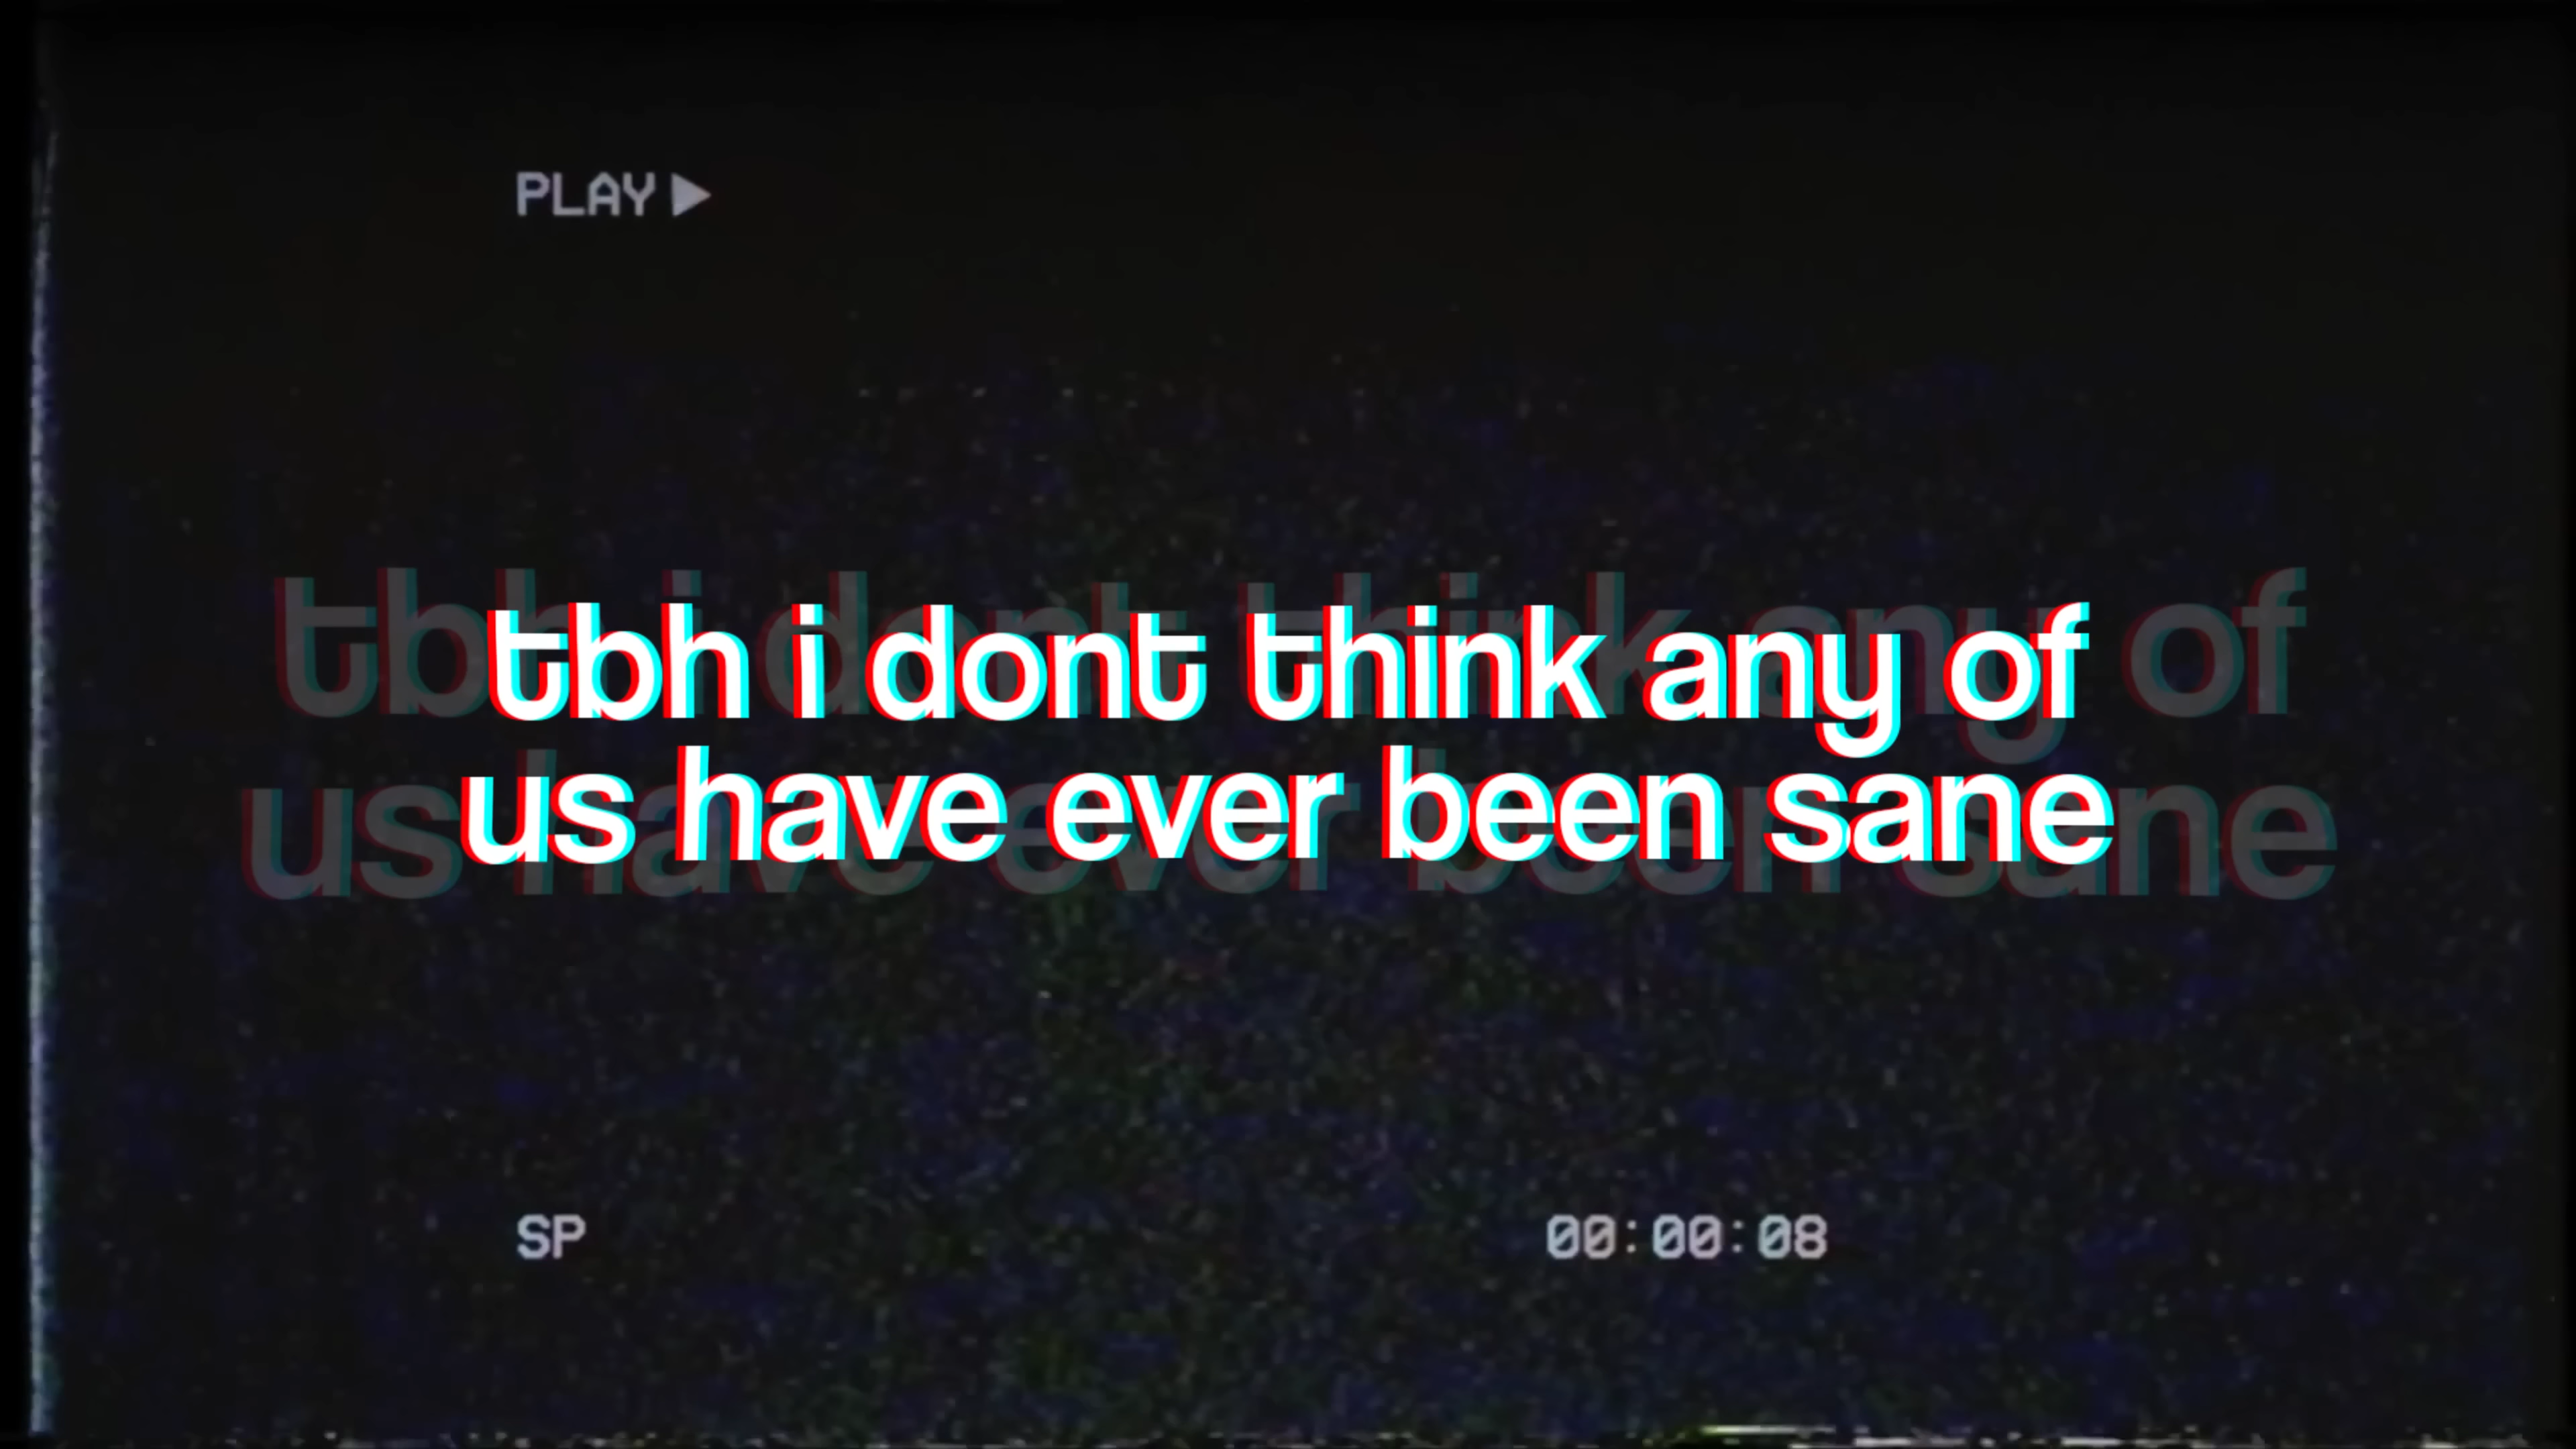 PLAY ▶
tbh i dont think any of
us have ever been sane
SP
00:00:08